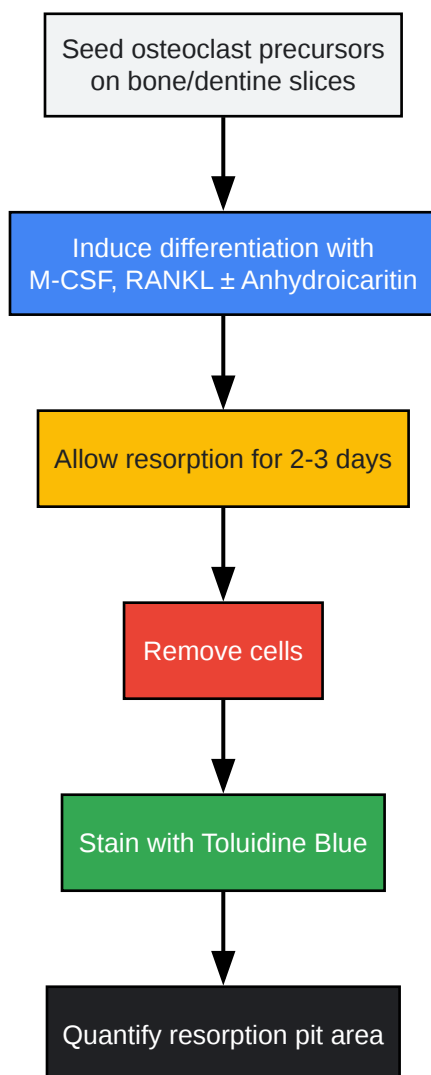 Seed osteoclast precursors
on bone/dentine slices
Induce differentiation with
M-CSF, RANKL ± Anhydroicaritin
Allow resorption for 2-3 days
Remove cells
Stain with Toluidine Blue
Quantify resorption pit area